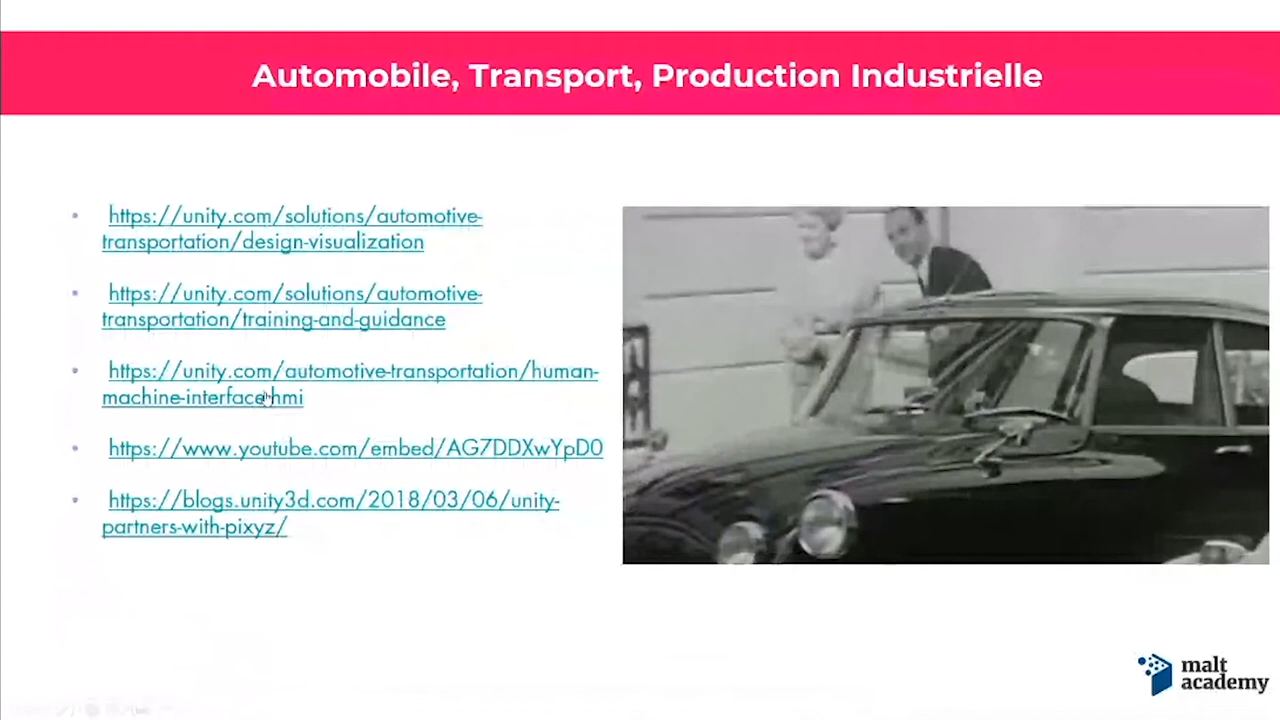 Automobile, Transport, Production Industrielle
https://unity.com/solutions/automotive-
transportation/design-visualization
https://unity.com/solutions/automotive-
transportation/training-and-guidance
https://unity.com/automotive-transportation/human-
machine-interface-hmi
https://www.youtube.com/embed/AG7DDXwYpD0
https://blogs.unity3d.com/2018/03/06/unity-
partners-with-pixyz/
malt
academy